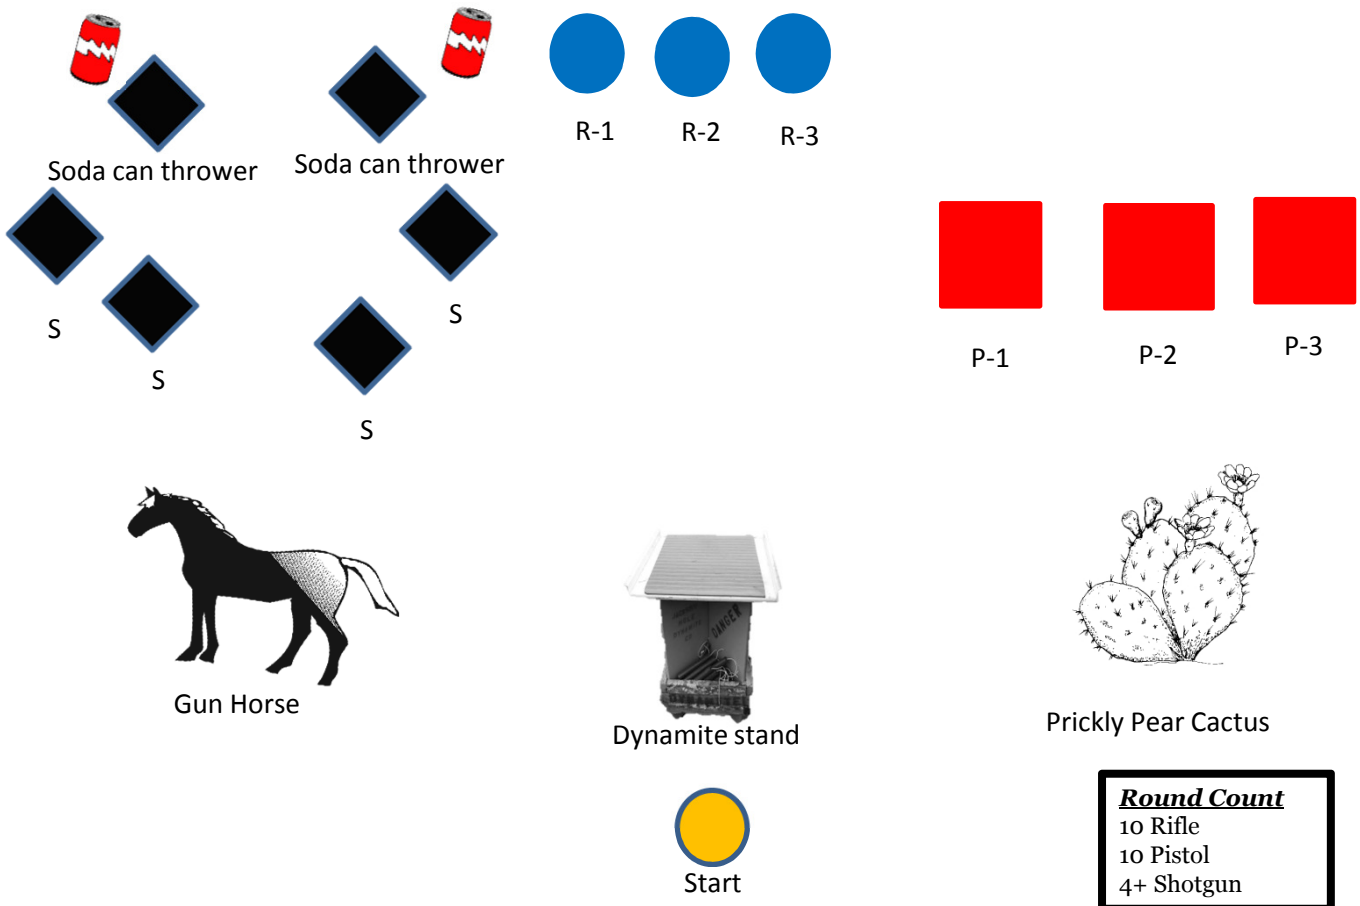 R-1
R-2
R-3
Soda can thrower
Soda can thrower
S
S
S
S
P-1
P-2
P-3
DANGER
Gun Horse
Dynamite stand
Prickly Pear Cactus
Start
Round Count
10 Rifle
10 Pistol
4+ Shotgun